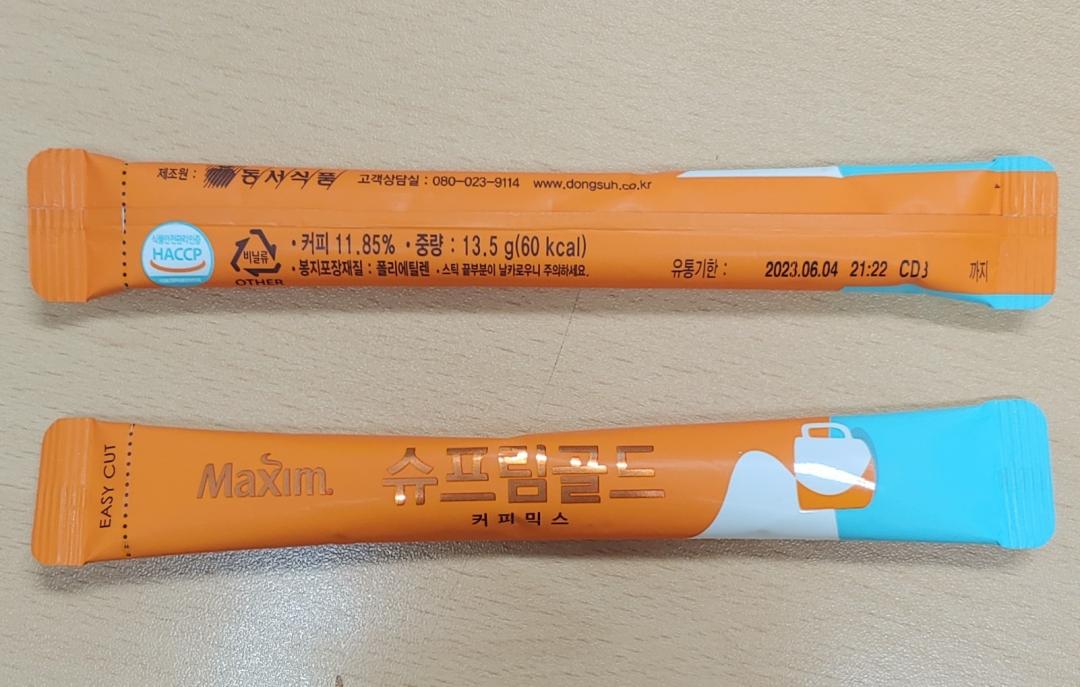 제조원 : 동서식품 고객상담실 : 080-023-9114 www.dongsuh.co.kr
식품안전관리인증
HACCP
비닐류
OTHER
• 커피 11.85% • 중량 : 13.5 g(60 kcal)
• 봉지포장재질 : 폴리에틸렌 • 스틱 끝부분이 날카로우니 주의하세요.
유통기한 : 2023.06.04 21:22 CD3 까지
EASY CUT
Maxim.
슈프림골드
커피믹스